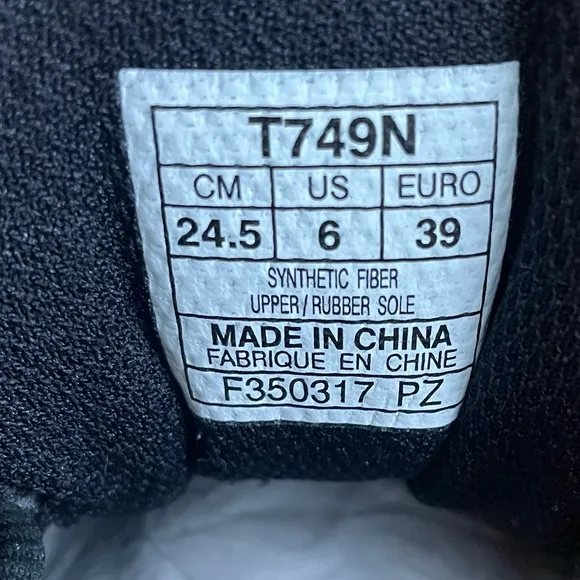 T749N
CM US EURO
24.5 6 39
SYNTHETIC FIBER
UPPER/RUBBER SOLE
MADE IN CHINA
FABRIQUE EN CHINE
F350317 PZ